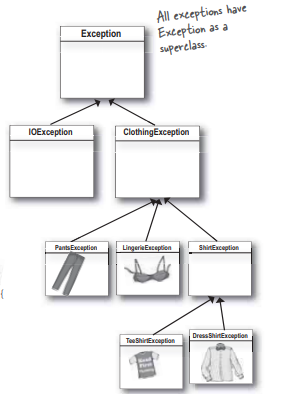 All exceptions have
Exception as a
superclass.
Exception
IOException
ClothingException
PantsException
LingerieException
ShirtException
{
TeeShirtException
DressShirtException